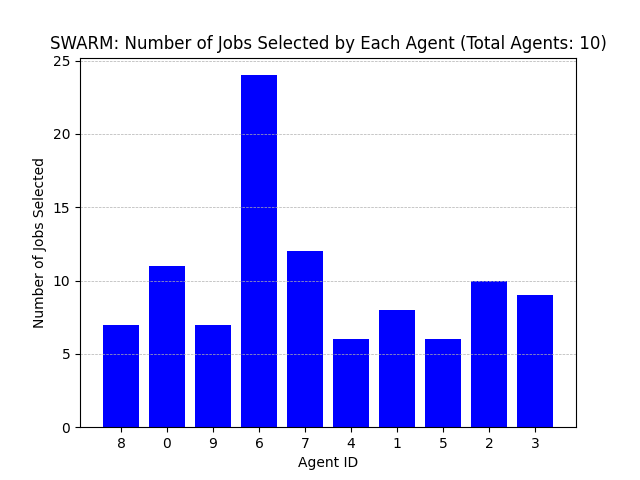 SWARM: Number of Jobs Selected by Each Agent (Total Agents: 10)
25
20
15
10
5
0
Number of Jobs Selected
8 0 9 6 7 4 1 5 2 3
Agent ID